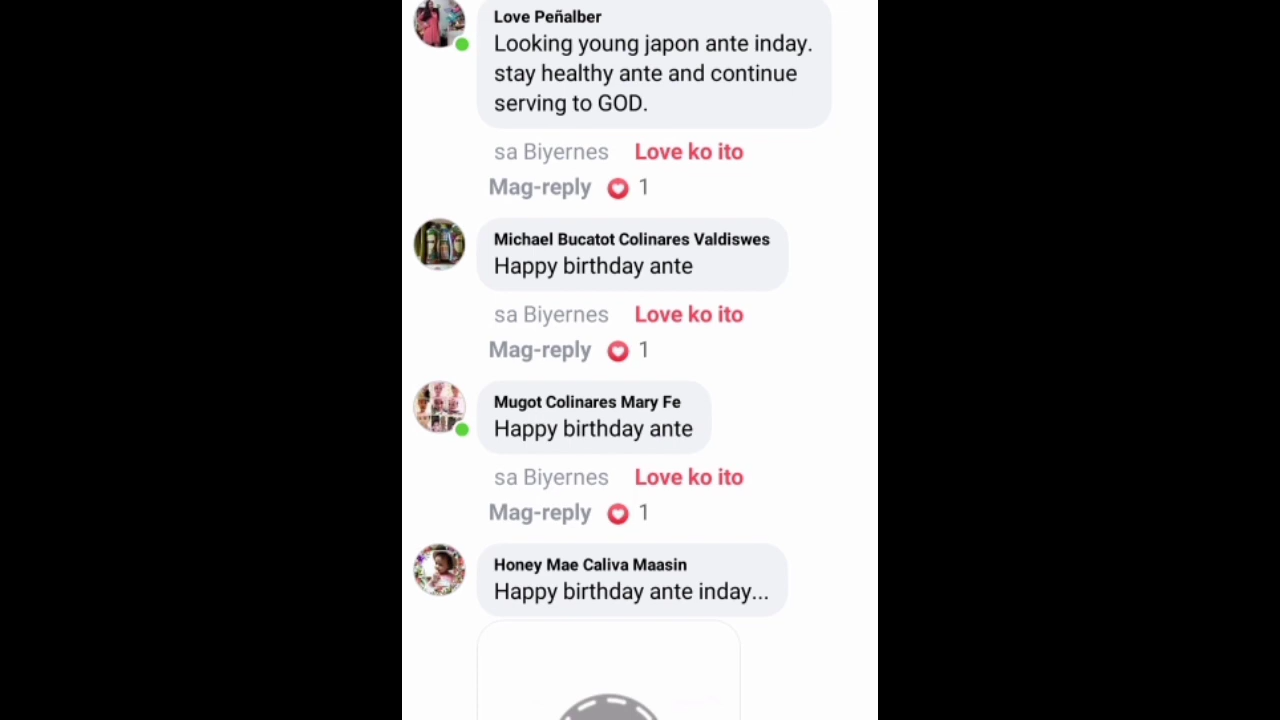 Love Peñalber
Looking young japon ante inday.
stay healthy ante and continue
serving to GOD.
sa Biyernes Love ko ito
Mag-reply 1
Michael Bucatot Colinares Valdiswes
Happy birthday ante
sa Biyernes Love ko ito
Mag-reply 1
Mugot Colinares Mary Fe
Happy birthday ante
sa Biyernes Love ko ito
Mag-reply 1
Honey Mae Caliva Maasin
Happy birthday ante inday...